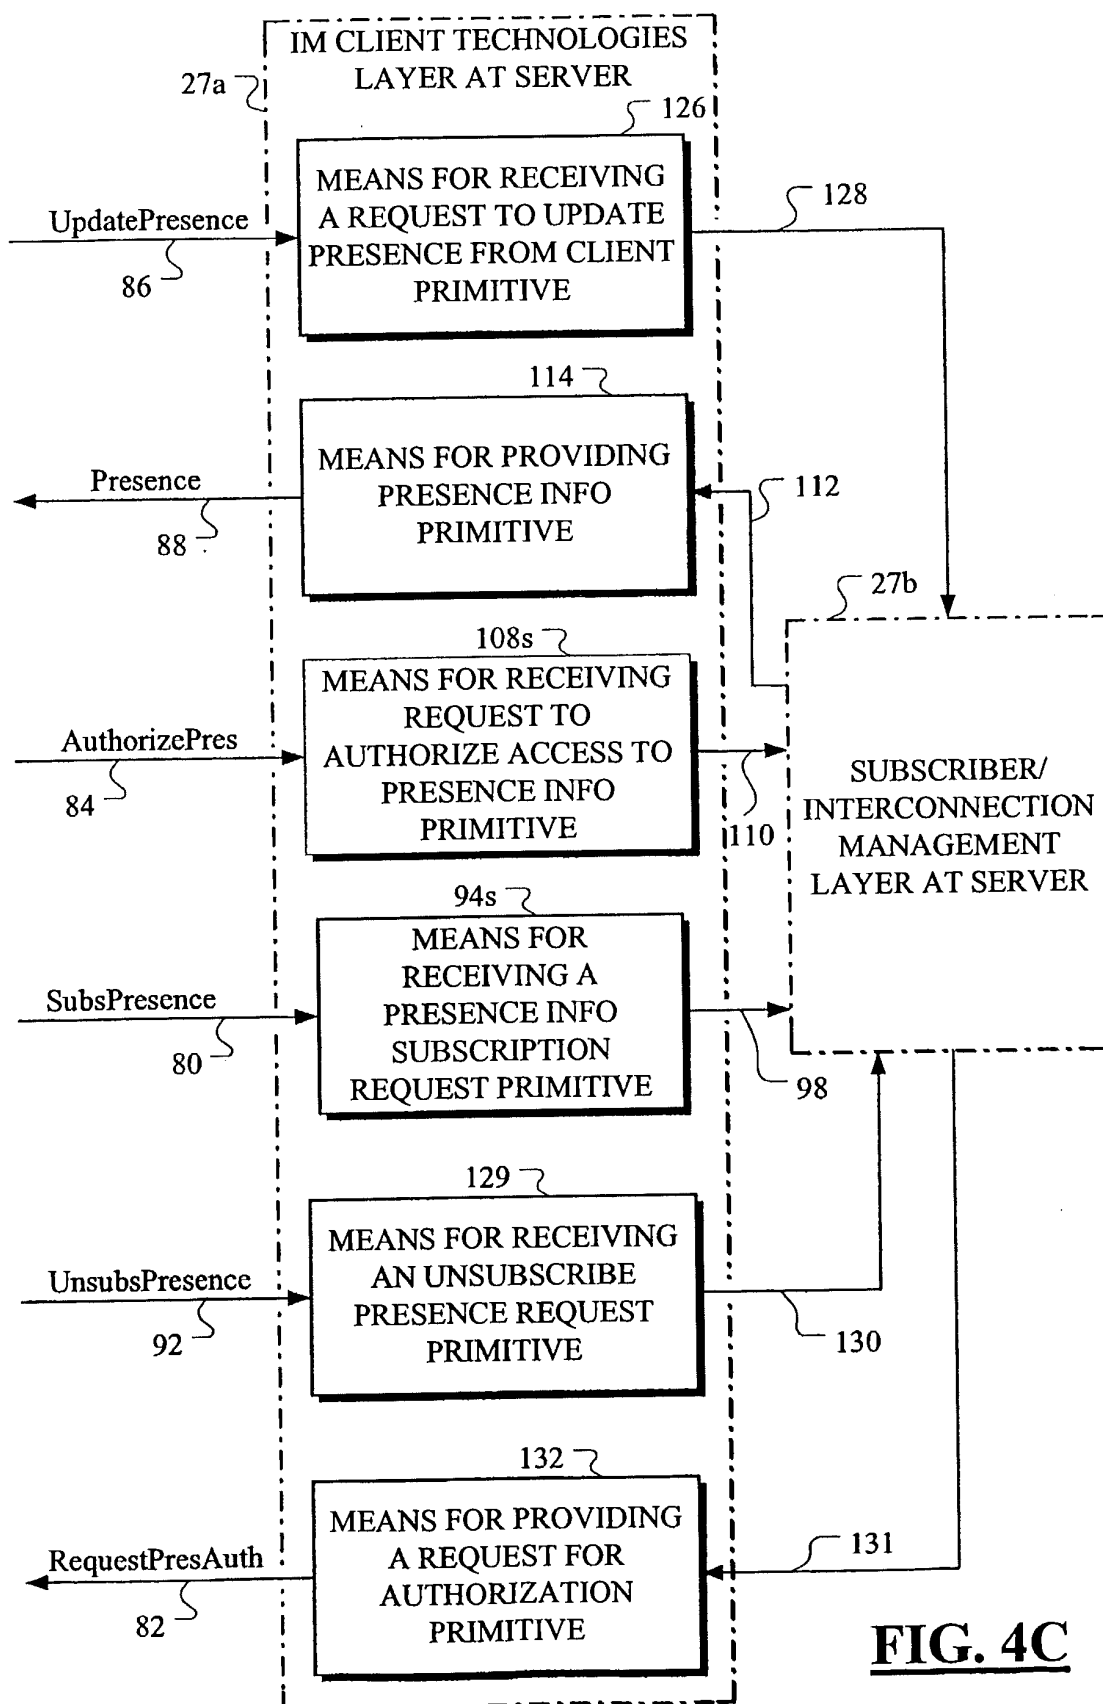 IM CLIENT TECHNOLOGIES
LAYER AT SERVER
27a
126
MEANS FOR RECEIVING
A REQUEST TO UPDATE
PRESENCE FROM CLIENT
PRIMITIVE
UpdatePresence
86
128
114
MEANS FOR PROVIDING
PRESENCE INFO
PRIMITIVE
Presence
88
112
27b
108s
MEANS FOR RECEIVING
REQUEST TO
AUTHORIZE ACCESS TO
PRESENCE INFO
PRIMITIVE
AuthorizePres
84
110
SUBSCRIBER/
INTERCONNECTION
MANAGEMENT
LAYER AT SERVER
94s
MEANS FOR
RECEIVING A
PRESENCE INFO
SUBSCRIPTION
REQUEST PRIMITIVE
SubsPresence
80
98
129
MEANS FOR RECEIVING
AN UNSUBSCRIBE
PRESENCE REQUEST
PRIMITIVE
UnsubsPresence
92
130
132
MEANS FOR PROVIDING
A REQUEST FOR
AUTHORIZATION
PRIMITIVE
RequestPresAuth
82
131
FIG. 4C